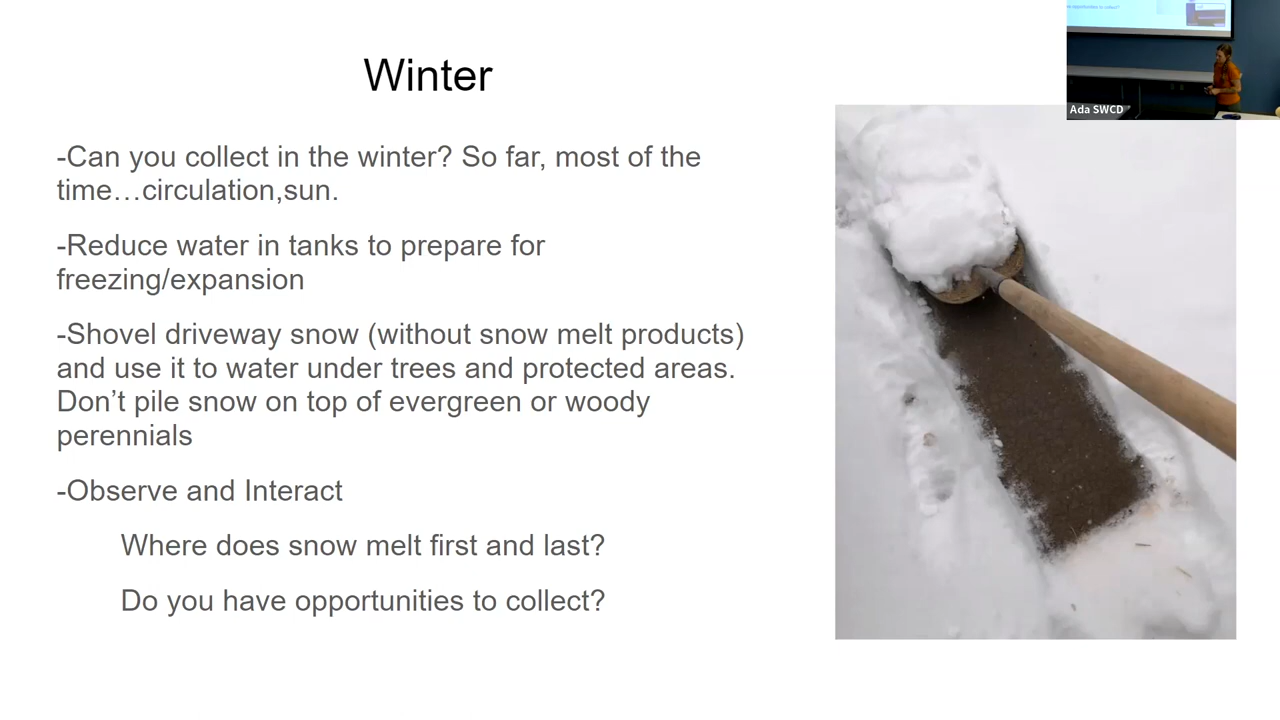 Winter
-Can you collect in the winter? So far, most of the
time…circulation,sun.
-Reduce water in tanks to prepare for
freezing/expansion
-Shovel driveway snow (without snow melt products)
and use it to water under trees and protected areas.
Don’t pile snow on top of evergreen or woody
perennials
-Observe and Interact
Where does snow melt first and last?
Do you have opportunities to collect?
opportunities to collect?
Ada SWCD